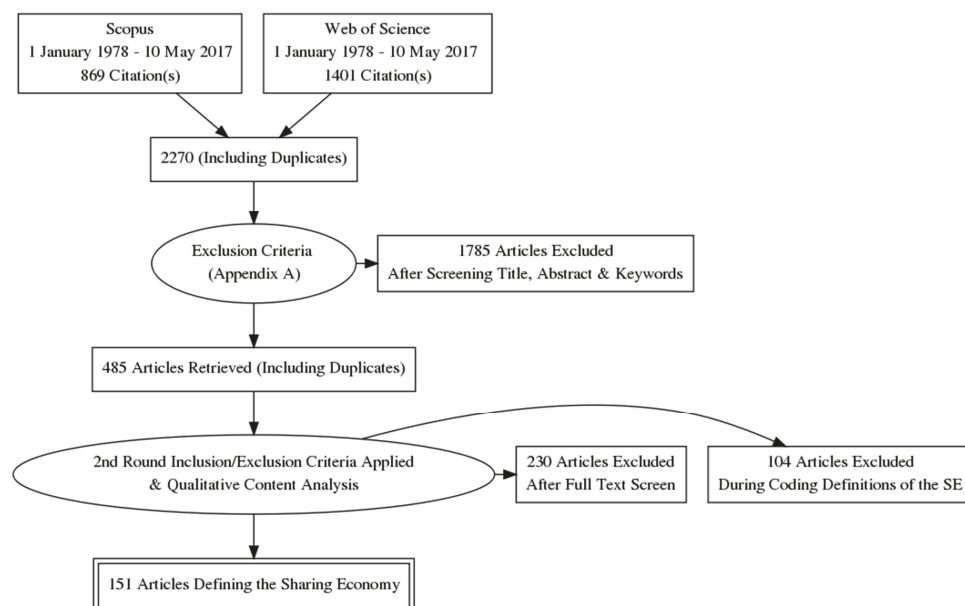 Scopus
1 January 1978 - 10 May 2017
869 Citation(s)
Web of Science
1 January 1978 - 10 May 2017
1401 Citation(s)
2270 (Including Duplicates)
Exclusion Criteria
(Appendix A)
1785 Articles Excluded
After Screening Title, Abstract & Keywords
485 Articles Retrieved (Including Duplicates)
2nd Round Inclusion/Exclusion Criteria Applied
& Qualitative Content Analysis
230 Articles Excluded
After Full Text Screen
104 Articles Excluded
During Coding Definitions of the SE
151 Articles Defining the Sharing Economy